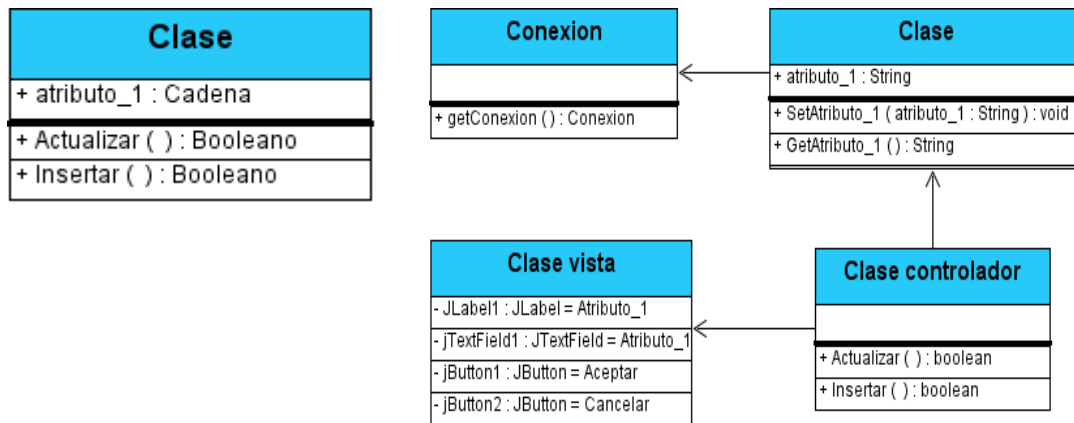 Clase
+ atributo_1 : Cadena
+ Actualizar ( ) : Booleano
+ Insertar ( ) : Booleano
Conexion
+ getConexion () : Conexion
Clase
+ atributo_1 : String
+ SetAtributo_1 ( atributo_1 : String ) : void
+ GetAtributo_1 () : String
Clase vista
- JLabel1 : JLabel = Atributo_1
- jTextField1 : JTextField = Atributo_1
- jButton1 : JButton = Aceptar
- jButton2 : JButton = Cancelar
Clase controlador
+ Actualizar ( ) : boolean
+ Insertar ( ) : boolean